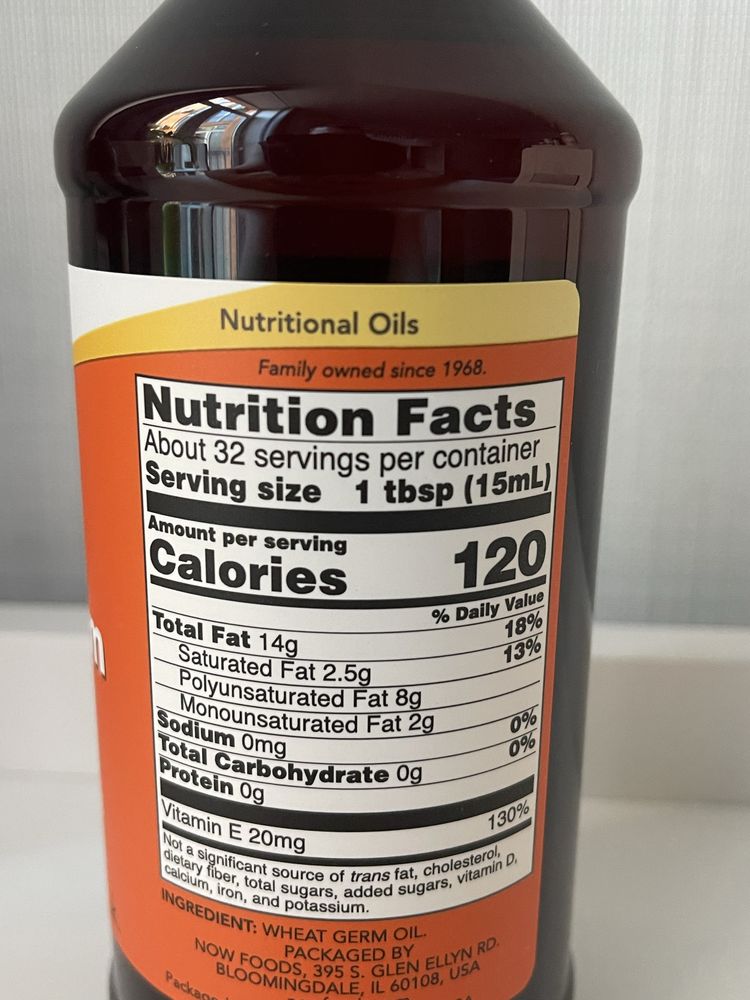 Nutritional Oils
Family owned since 1968.
Nutrition Facts
About 32 servings per container
Serving size 1 tbsp (15mL)
Amount per serving
Calories 120
% Daily Value
Total Fat 14g 18%
Saturated Fat 2.5g 13%
Polyunsaturated Fat 8g
Monounsaturated Fat 2g
Sodium 0mg 0%
Total Carbohydrate 0g 0%
Protein 0g
Vitamin E 20mg 130%
Not a significant source of trans fat, cholesterol,
dietary fiber, total sugars, added sugars, vitamin D,
calcium, iron, and potassium.
INGREDIENT: WHEAT GERM OIL.
PACKAGED BY
NOW FOODS, 395 S. GLEN ELLYN RD.
BLOOMINGDALE, IL 60108, USA